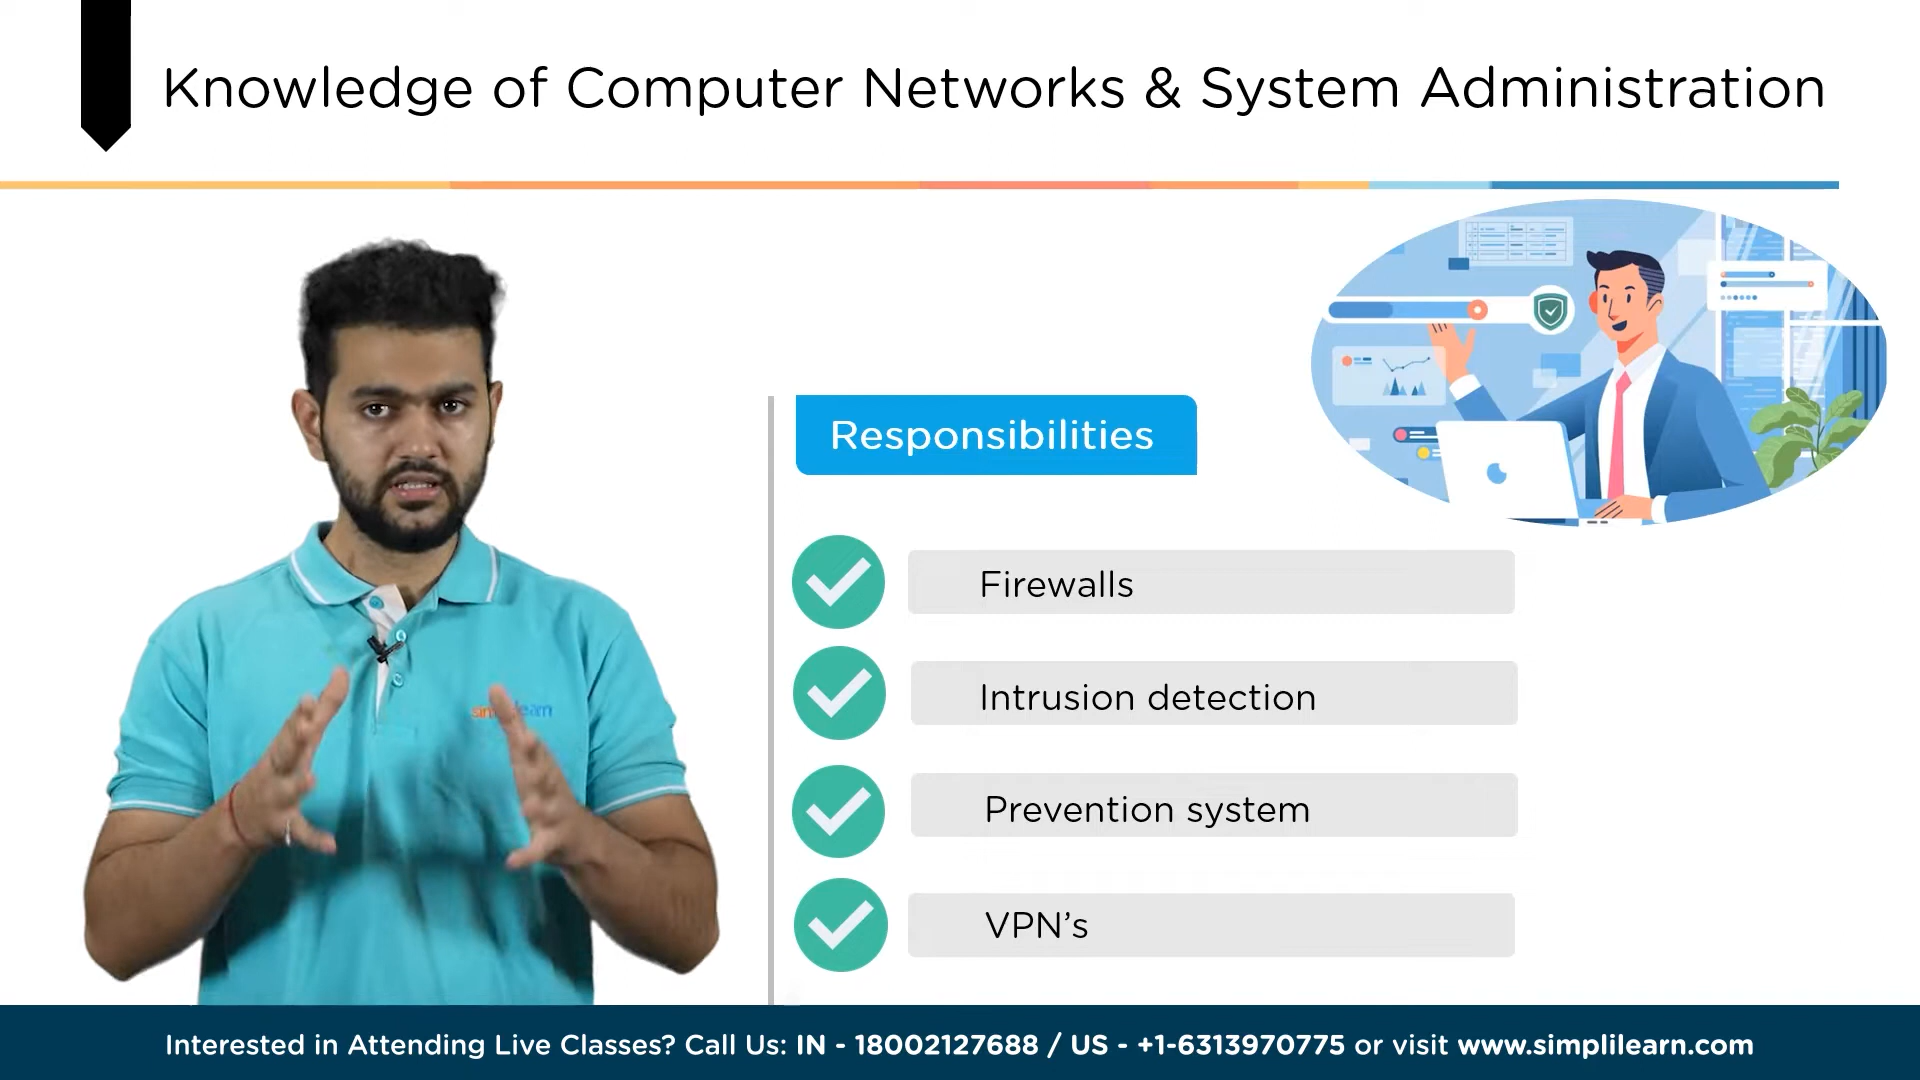 Knowledge of Computer Networks & System Administration
Responsibilities
Firewalls
Intrusion detection
Prevention system
VPN’s
Interested in Attending Live Classes? Call Us: IN - 18002127688 / US - +1-6313970775 or visit www.simplilearn.com